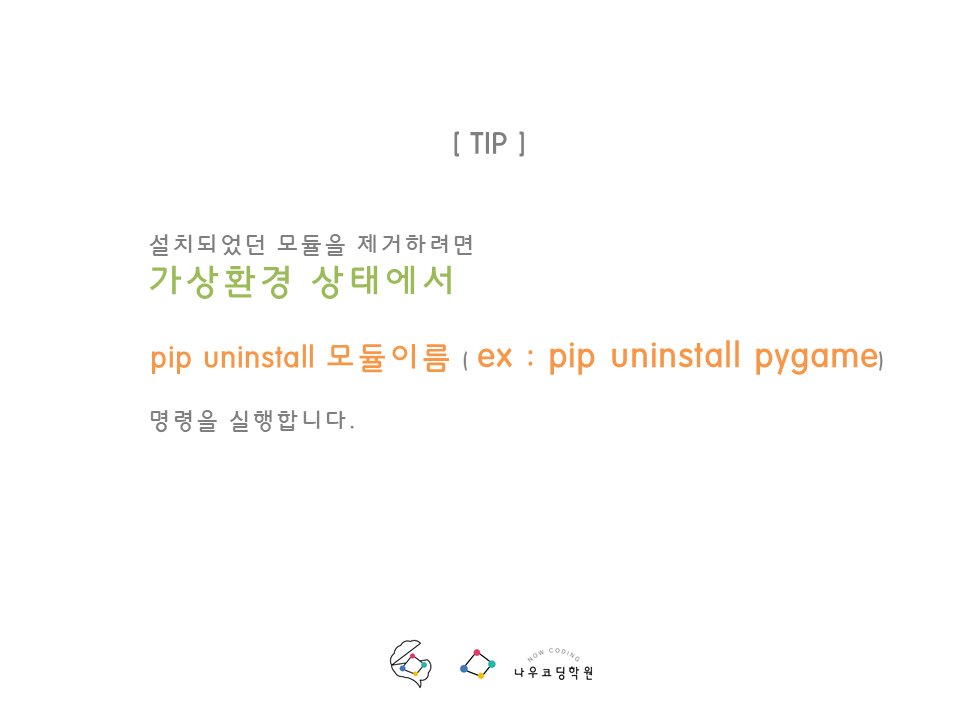 [ TIP ]
설치되었던 모듈을 제거하려면
가상환경 상태에서
pip uninstall 모듈이름 ( ex : pip uninstall pygame)
명령을 실행합니다.
NOW CODING
나우코딩학원